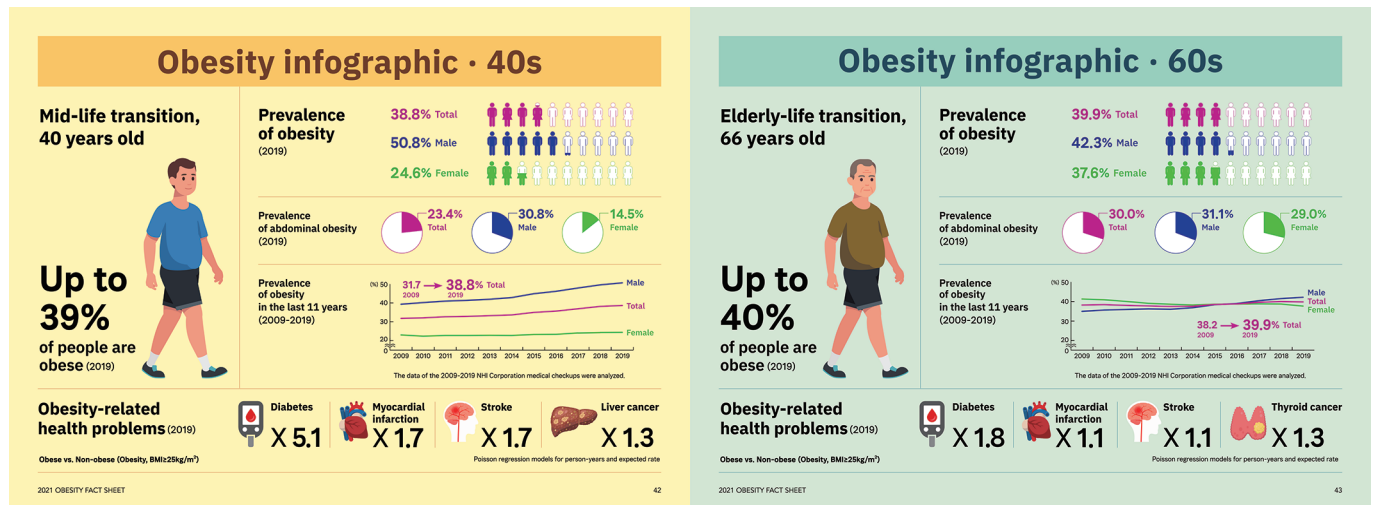 Obesity infographic · 40s
Mid-life transition,
40 years old
Up to
39%
of people are
obese (2019)
Prevalence
of obesity
(2019)
38.8% Total
50.8% Male
24.6% Female
Prevalence
of abdominal obesity
(2019)
23.4%
Total
30.8%
Male
14.5%
Female
Prevalence
of obesity
in the last 11 years
(2009-2019)
(%) 50
40
30
20
0
31.7 → 38.8% Total
2009 2019
Male
Total
Female
2009 2010 2011 2012 2013 2014 2015 2016 2017 2018 2019
The data of the 2009-2019 NHI Corporation medical checkups were analyzed.
Obesity-related
health problems (2019)
Diabetes
X 5.1
Myocardial
infarction
X 1.7
Stroke
X 1.7
Liver cancer
X 1.3
Obese vs. Non-obese (Obesity, BMI≥25kg/m²)
Poisson regression models for person-years and expected rate
2021 OBESITY FACT SHEET
42
Obesity infographic · 60s
Elderly-life transition,
66 years old
Up to
40%
of people are
obese (2019)
Prevalence
of obesity
(2019)
39.9% Total
42.3% Male
37.6% Female
Prevalence
of abdominal obesity
(2019)
30.0%
Total
31.1%
Male
29.0%
Female
Prevalence
of obesity
in the last 11 years
(2009-2019)
(%) 50
40
30
20
0
Male
Total
Female
38.2 → 39.9% Total
2009 2019
2009 2010 2011 2012 2013 2014 2015 2016 2017 2018 2019
The data of the 2009-2019 NHI Corporation medical checkups were analyzed.
Obesity-related
health problems (2019)
Diabetes
X 1.8
Myocardial
infarction
X 1.1
Stroke
X 1.1
Thyroid cancer
X 1.3
Obese vs. Non-obese (Obesity, BMI≥25kg/m²)
Poisson regression models for person-years and expected rate
2021 OBESITY FACT SHEET
43